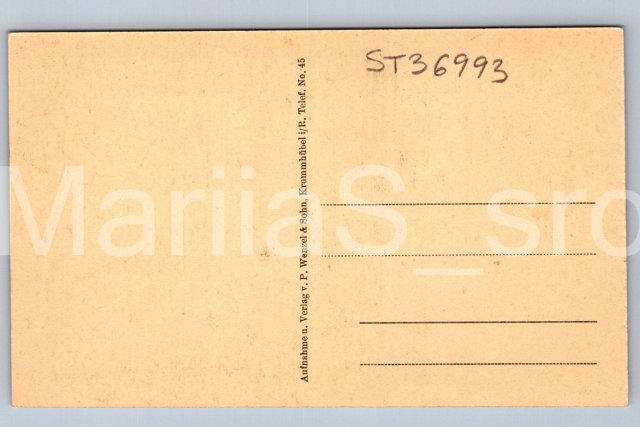 ST36993
Aufnahme u. Verlag v. P. Wenzel & Sohn, Krummhübel i/R. Telef. No. 45
MariiaS_sro